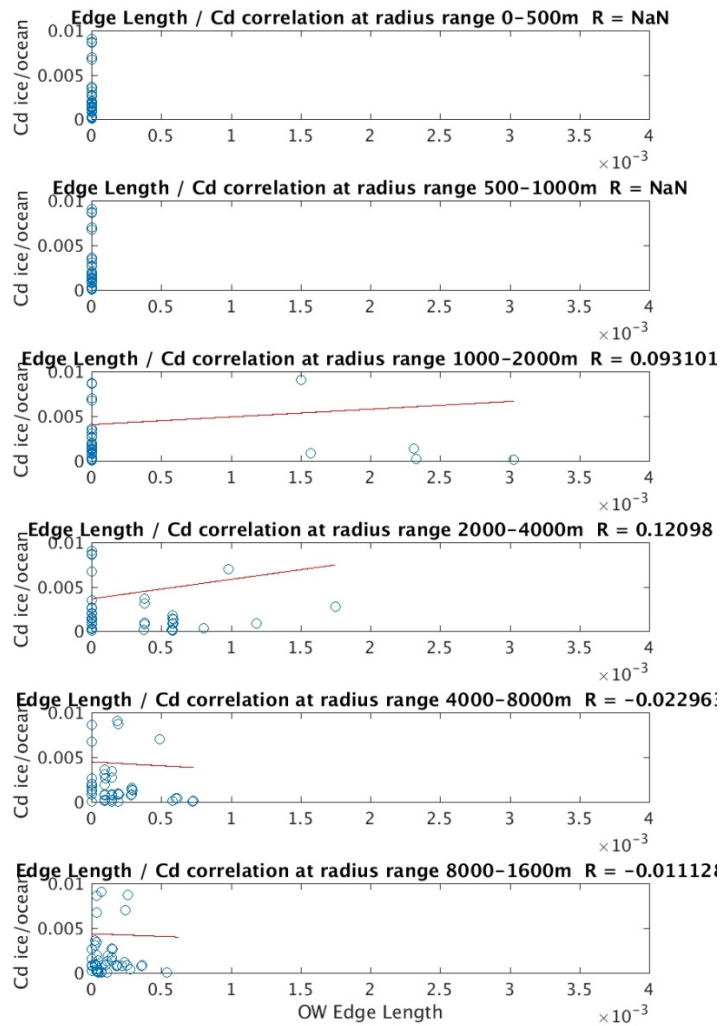 Edge Length / Cd correlation at radius range 0-500m R = NaN
0.01
0.005
0
Cd ice/ocean
0 0.5 1 1.5 2 2.5 3 3.5 4
×10⁻³
Edge Length / Cd correlation at radius range 500-1000m R = NaN
0.01
0.005
0
Cd ice/ocean
0 0.5 1 1.5 2 2.5 3 3.5 4
×10⁻³
Edge Length / Cd correlation at radius range 1000-2000m R = 0.093101
0.01
0.005
0
Cd ice/ocean
0 0.5 1 1.5 2 2.5 3 3.5 4
×10⁻³
Edge Length / Cd correlation at radius range 2000-4000m R = 0.12098
0.01
0.005
0
Cd ice/ocean
0 0.5 1 1.5 2 2.5 3 3.5 4
×10⁻³
Edge Length / Cd correlation at radius range 4000-8000m R = -0.022963
0.01
0.005
0
Cd ice/ocean
0 0.5 1 1.5 2 2.5 3 3.5 4
×10⁻³
Edge Length / Cd correlation at radius range 8000-1600m R = -0.011128
0.01
0.005
0
Cd ice/ocean
0 0.5 1 1.5 2 2.5 3 3.5 4
OW Edge Length
×10⁻³